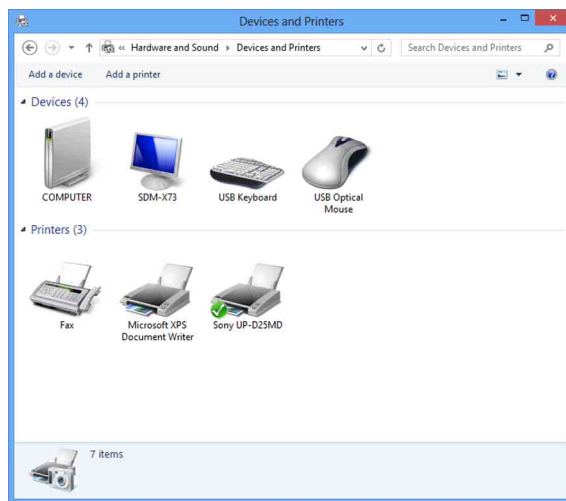 Devices and Printers
« Hardware and Sound ▸ Devices and Printers
Search Devices and Printers
Add a device Add a printer
Devices (4)
COMPUTER SDM-X73 USB Keyboard USB Optical
Mouse
Printers (3)
Fax Microsoft XPS Sony UP-D25MD
Document Writer
7 items